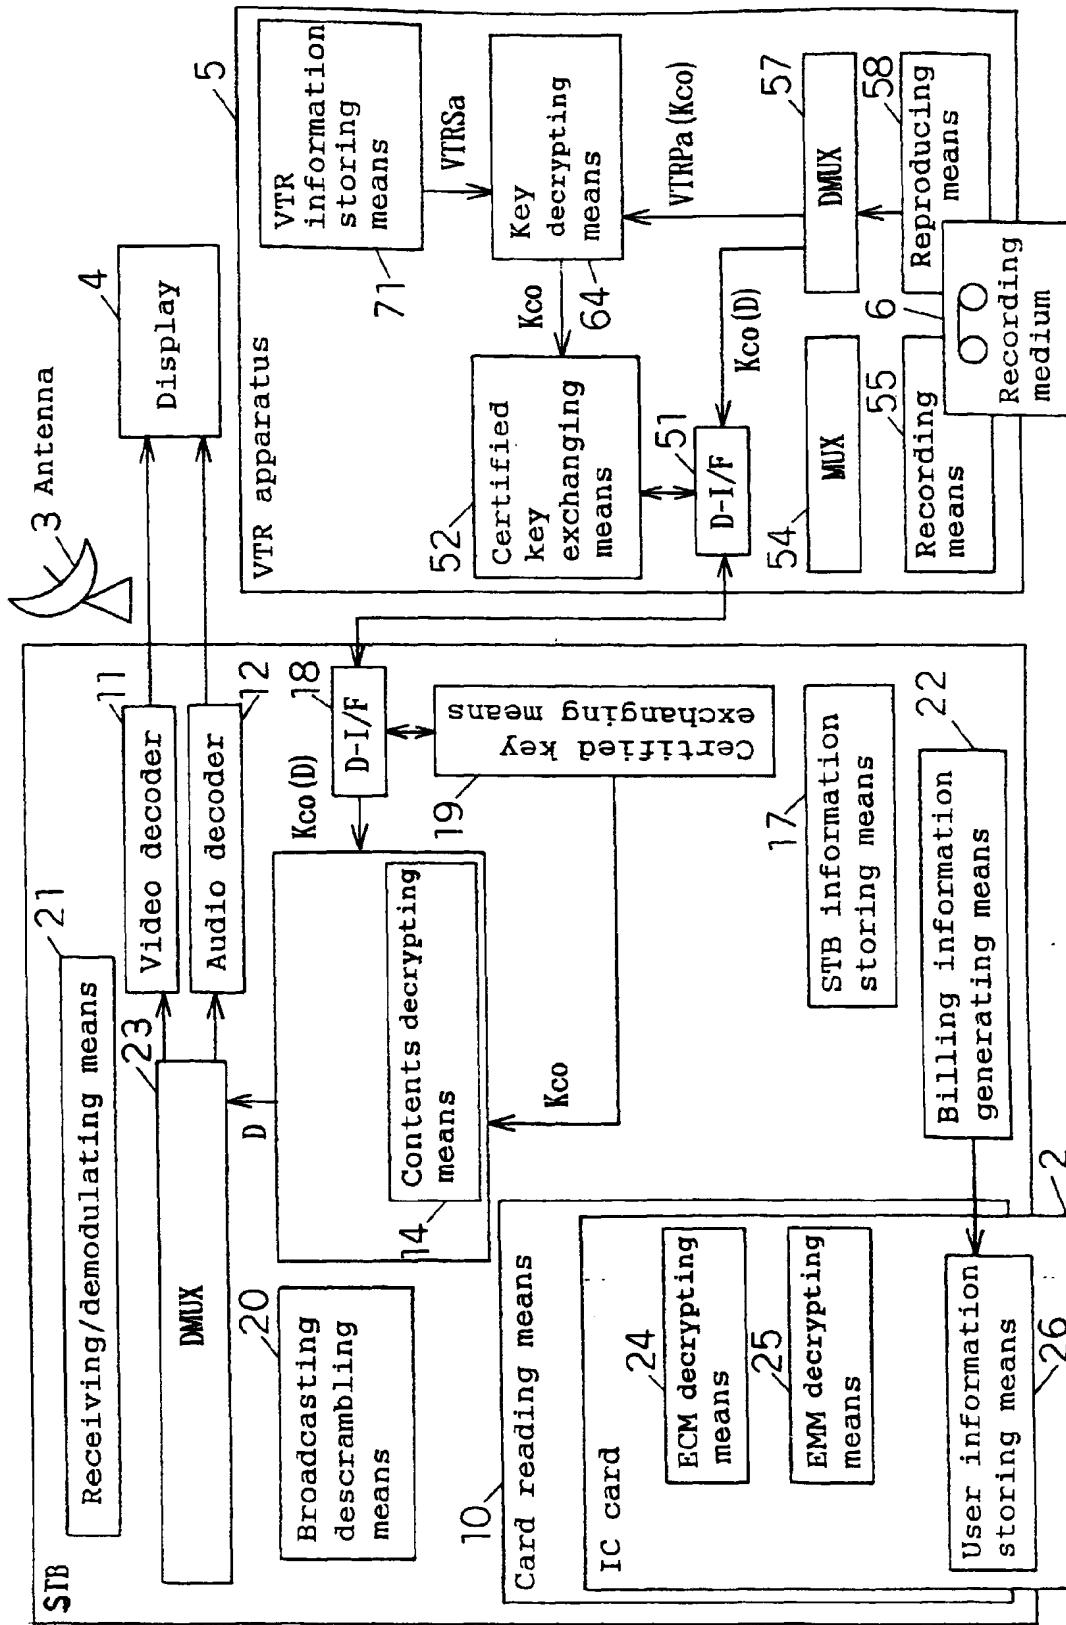 STB
Receiving/demodulating means
21
DMUX
23
Video decoder
11
Audio decoder
12
3 Antenna
Display
4
Broadcasting
descrambling
means
20
D
Contents decrypting
means
14
Kco(D)
D-I/F
18
Certified key
exchanging means
19
Kco
STB information
storing means
17
Billing information
generating means
22
Card reading means
10
IC card
2
ECM decrypting
means
24
EMM decrypting
means
25
User information
storing means
26
VTR apparatus
5
VTR
information
storing
means
71
VTRSa
Key
decrypting
means
64
Kco
VTRPa(Kco)
Certified
key
exchanging
means
52
D-I/F
51
Kco(D)
MUX
54
DMUX
57
Recording
means
55
Reproducing
means
58
6
Recording
medium